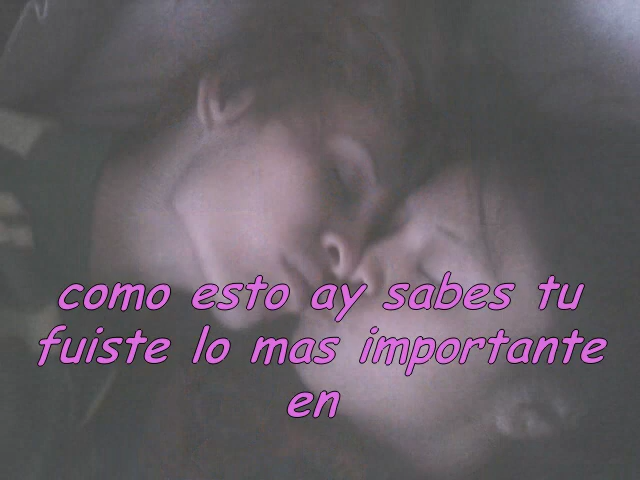 como esto ay sabes tu
fuiste lo mas importante
en